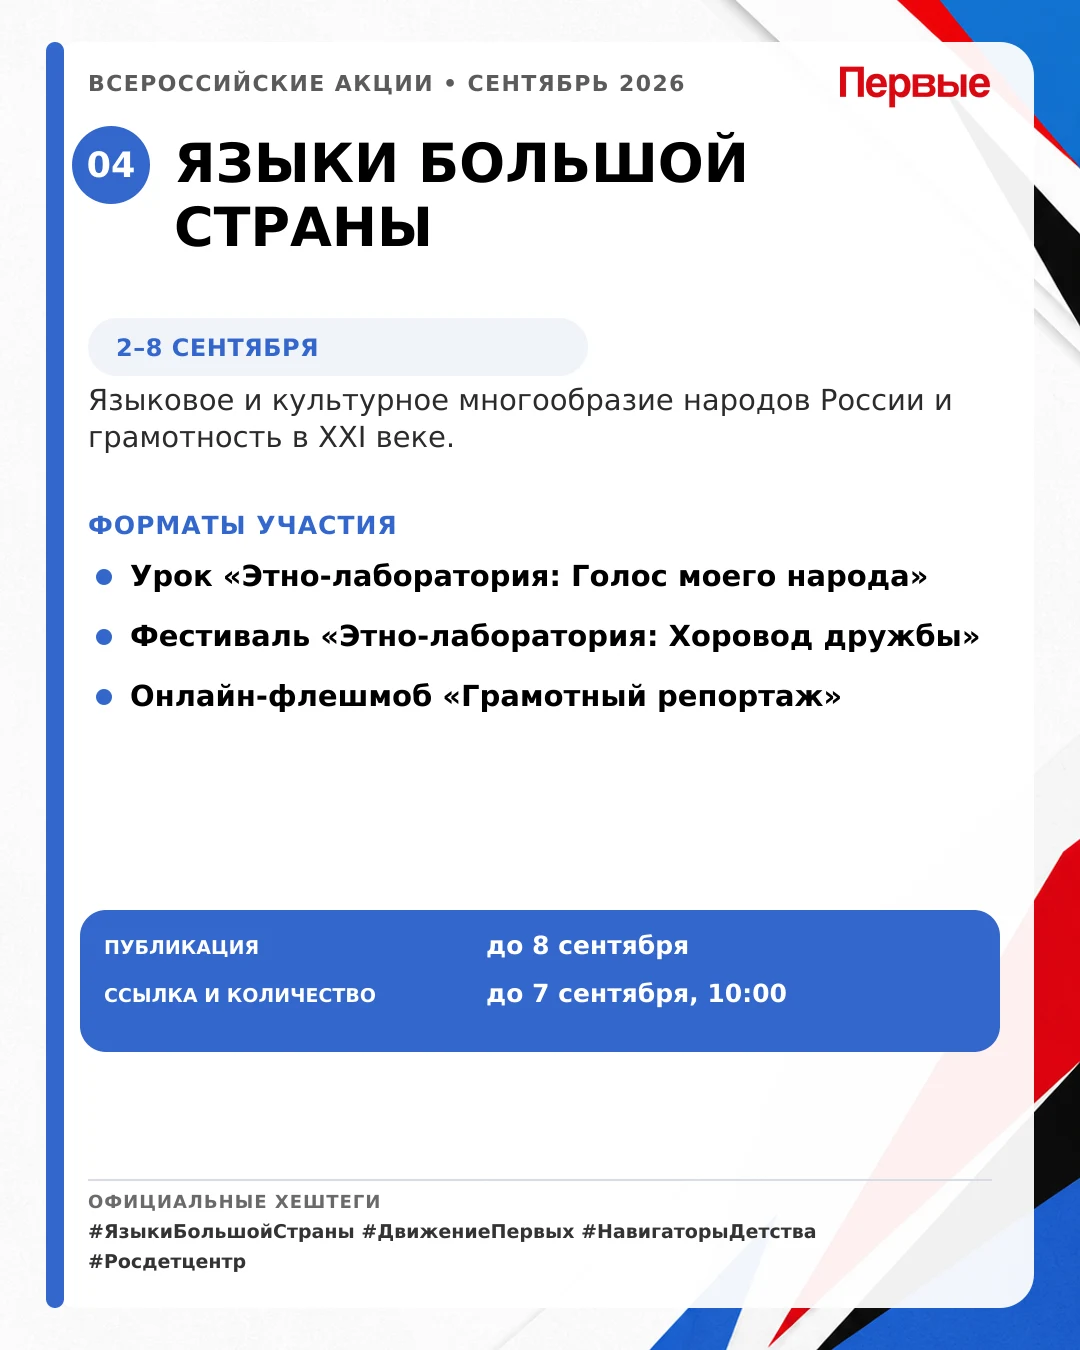 ВСЕРОССИЙСКИЕ АКЦИИ • СЕНТЯБРЬ 2026
Первые
04
ЯЗЫКИ БОЛЬШОЙ
СТРАНЫ
2–8 СЕНТЯБРЯ
Языковое и культурное многообразие народов России и
грамотность в XXI веке.
ФОРМАТЫ УЧАСТИЯ
Урок «Этно-лаборатория: Голос моего народа»
Фестиваль «Этно-лаборатория: Хоровод дружбы»
Онлайн-флешмоб «Грамотный репортаж»
ПУБЛИКАЦИЯ до 8 сентября
ССЫЛКА И КОЛИЧЕСТВО до 7 сентября, 10:00
ОФИЦИАЛЬНЫЕ ХЕШТЕГИ
#ЯзыкиБольшойСтраны #ДвижениеПервых #НавигаторыДетства
#Росдетцентр